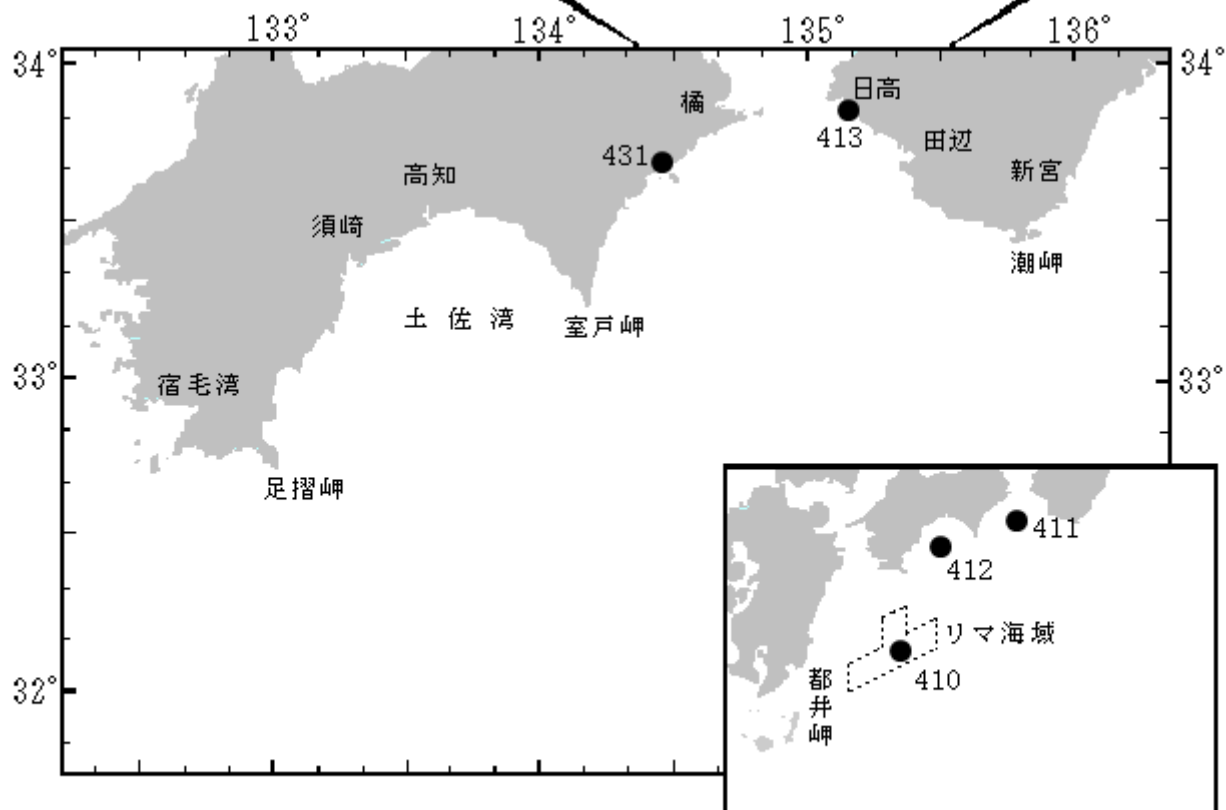 133°
134°
135°
136°
34°
34°
橘
日高
413
田辺
431
高知
新宮
須崎
潮岬
土佐湾
室戸岬
33°
33°
宿毛湾
足摺岬
411
412
リマ海域
410
都井岬
32°